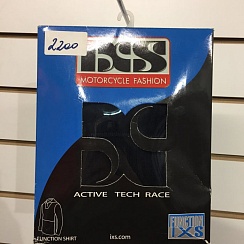 2200
iXS
MOTORCYCLE FASHION
ACTIVE TECH RACE
FUNCTION
iXS
FUNCTION SHIRT
ixs.com